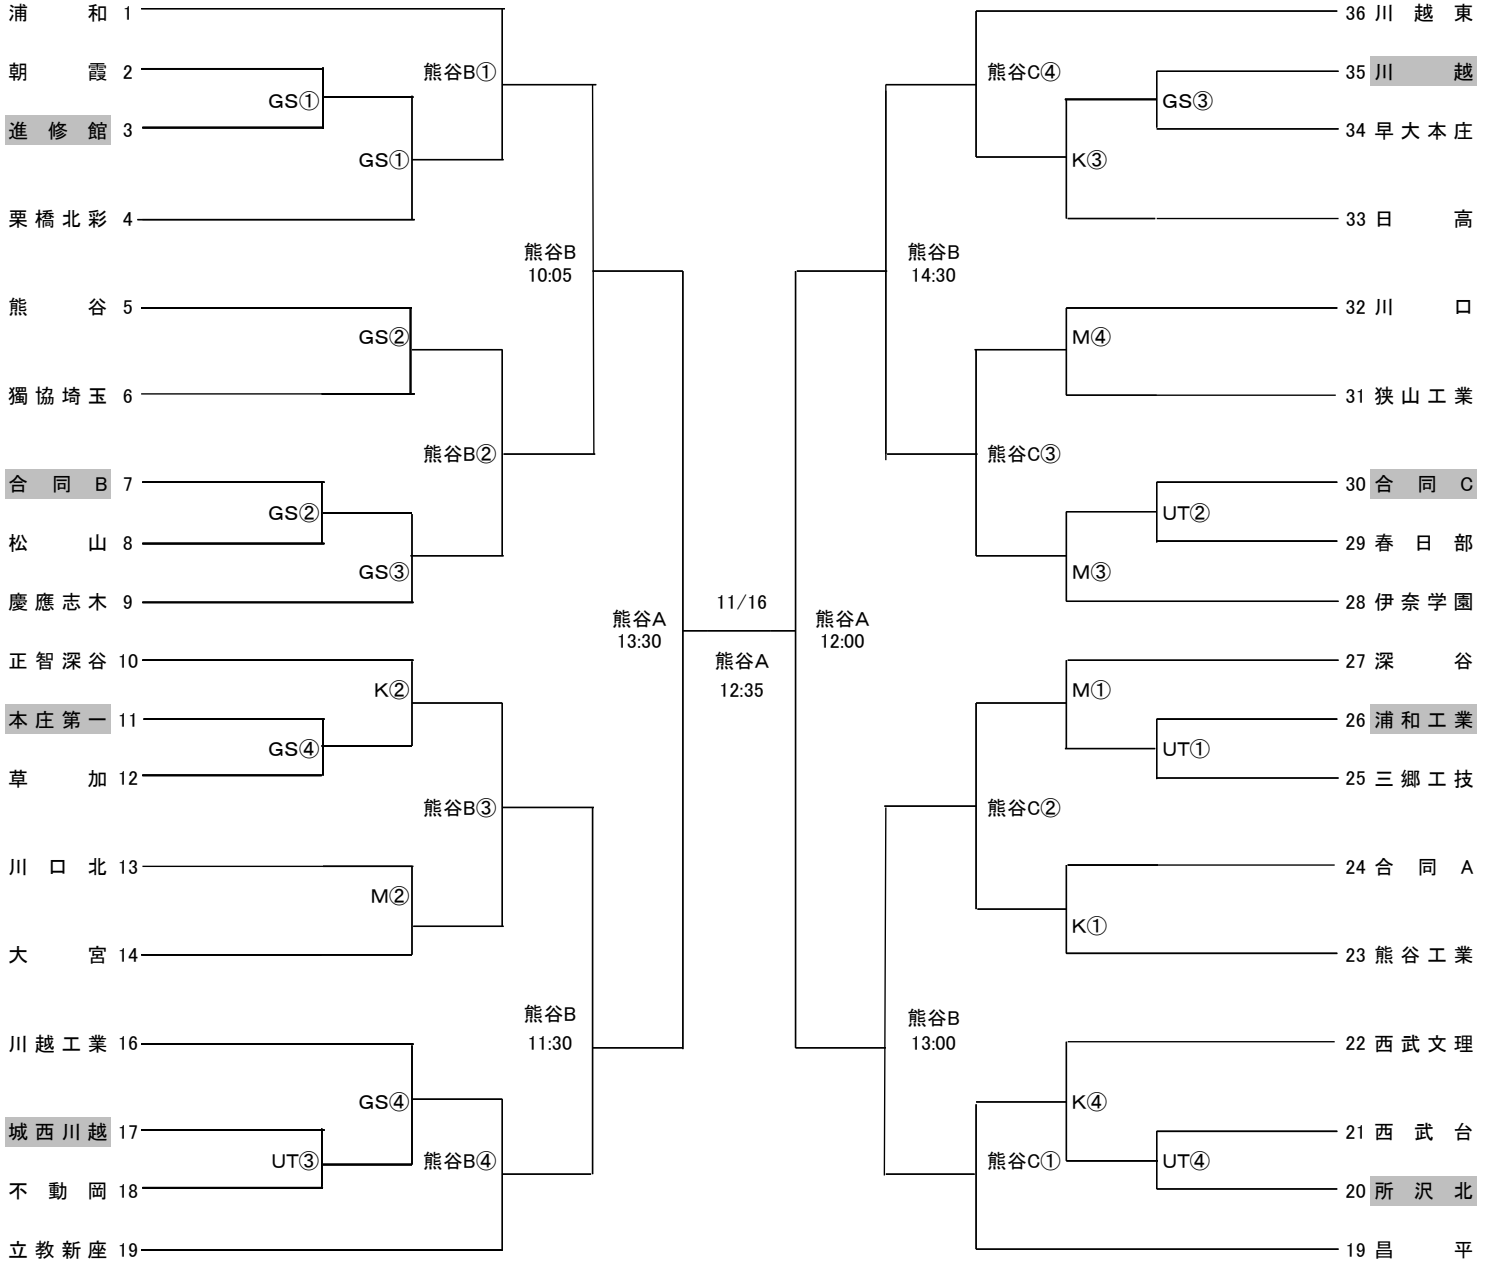 浦和 1
朝霞 2
進修館 3
栗橋北彩 4
熊谷 5
獨協埼玉 6
合同B 7
松山 8
慶應志木 9
正智深谷 10
本庄第一 11
草加 12
川口北 13
大宮 14
川越工業 16
城西川越 17
不動岡 18
立教新座 19
GS①
GS①
熊谷B①
GS②
GS②
GS③
熊谷B②
熊谷B
10:05
K②
GS④
M②
熊谷B③
GS④
UT③
熊谷B④
熊谷B
11:30
熊谷A
13:30
11/16
熊谷A
12:35
熊谷A
12:00
熊谷B
14:30
熊谷B
13:00
熊谷C④
GS③
K③
M④
熊谷C③
UT②
M③
M①
UT①
熊谷C②
K①
K④
UT④
熊谷C①
36 川越東
35 川越
34 早大本庄
33 日高
32 川口
31 狭山工業
30 合同C
29 春日部
28 伊奈学園
27 深谷
26 浦和工業
25 三郷工技
24 合同A
23 熊谷工業
22 西武文理
21 西武台
20 所沢北
19 昌平